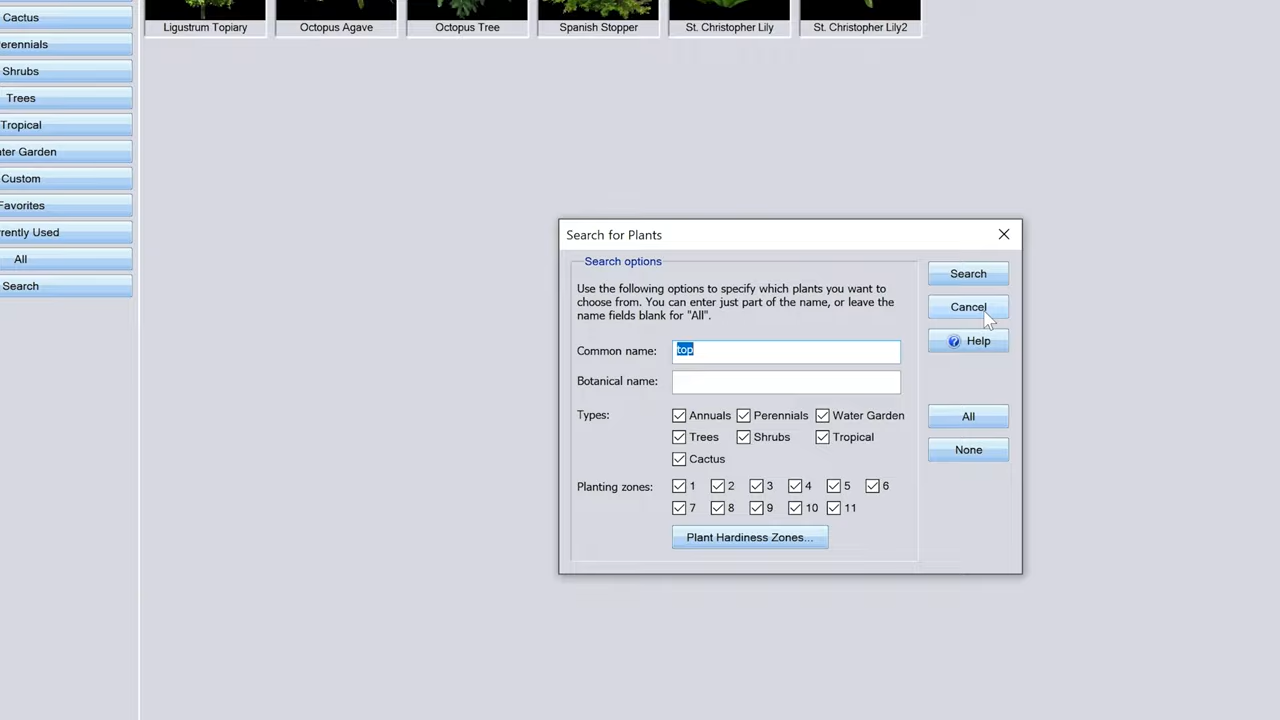 Cactus
erennials
Shrubs
Trees
Tropical
ater Garden
Custom
Favorites
rrently Used
All
Search
Ligustrum Topiary
Octopus Agave
Octopus Tree
Spanish Stopper
St. Christopher Lily
St. Christopher Lily2
Search for Plants
Search options
Use the following options to specify which plants you want to
choose from. You can enter just part of the name, or leave the
name fields blank for "All".
Common name: top
Botanical name:
Types: Annuals Perennials Water Garden
Trees Shrubs Tropical
Cactus
Planting zones: 1 2 3 4 5 6
7 8 9 10 11
Plant Hardiness Zones...
Search
Cancel
? Help
All
None